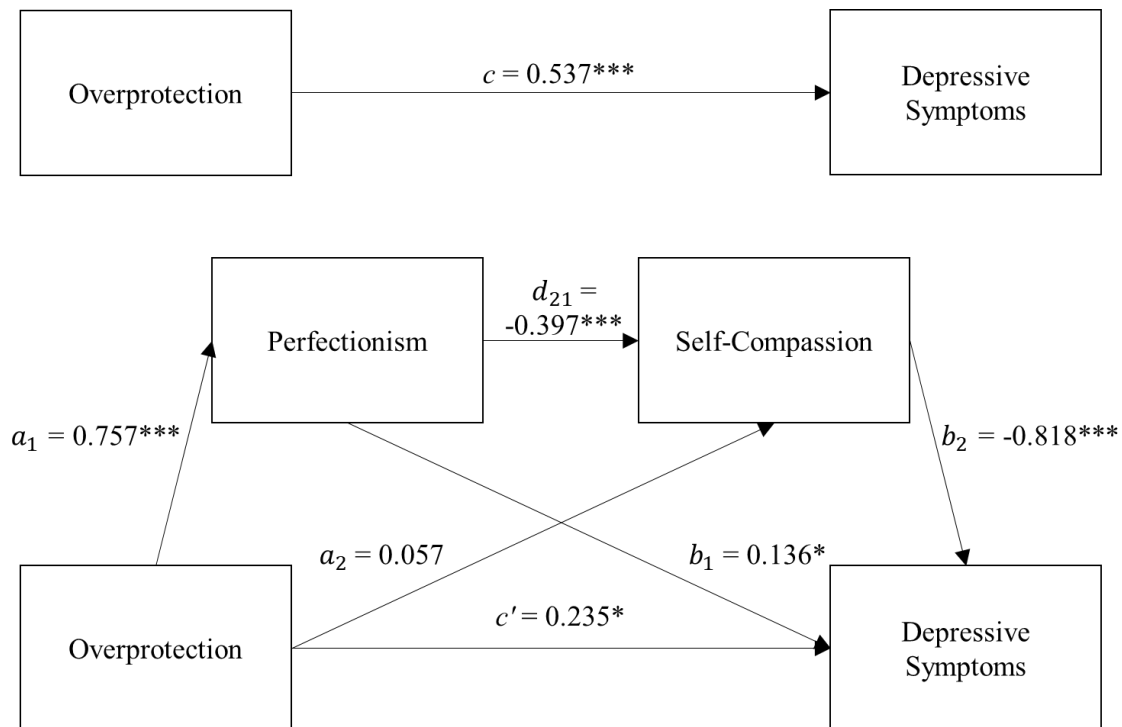 Overprotection
c = 0.537***
Depressive
Symptoms
Perfectionism
d₂₁ =
-0.397***
Self-Compassion
a₁ = 0.757***
b₂ = -0.818***
a₂ = 0.057
b₁ = 0.136*
Overprotection
c′ = 0.235*
Depressive
Symptoms